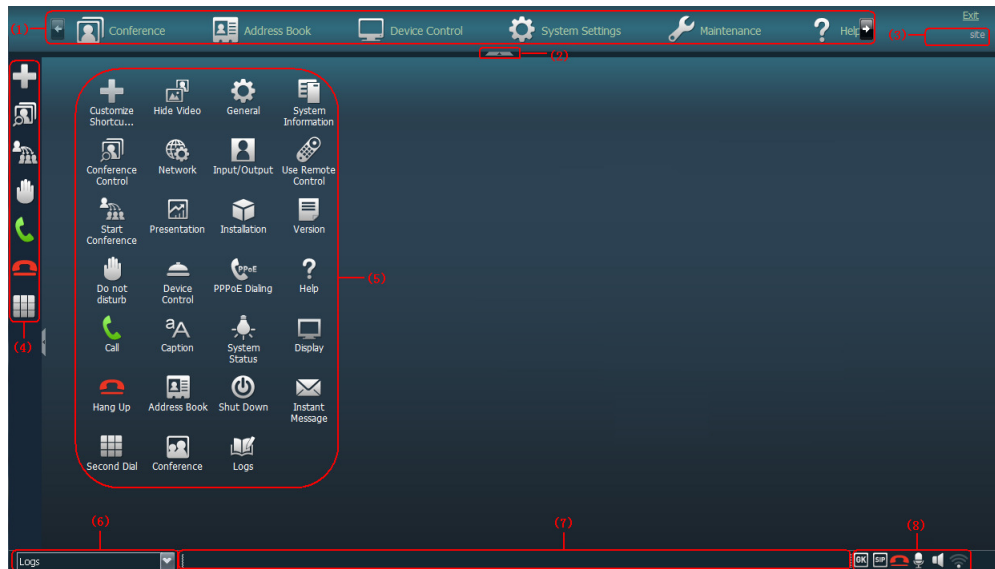 Exit
(1) Conference Address Book Device Control System Settings Maintenance ? Help (3) site
(2)
Customize Shortcu...
Hide Video
General
System Information
Conference Control
Network
Input/Output
Use Remote Control
Start Conference
Presentation
Installation
Version
(5)
Do not disturb
Device Control
PPPoE
PPPoE Dialing
?
Help
(4)
Call
aA
Caption
System Status
Display
Hang Up
Address Book
Shut Down
Instant Message
Second Dial
Conference
Logs
(6) (7) (8)
Logs OK SIP